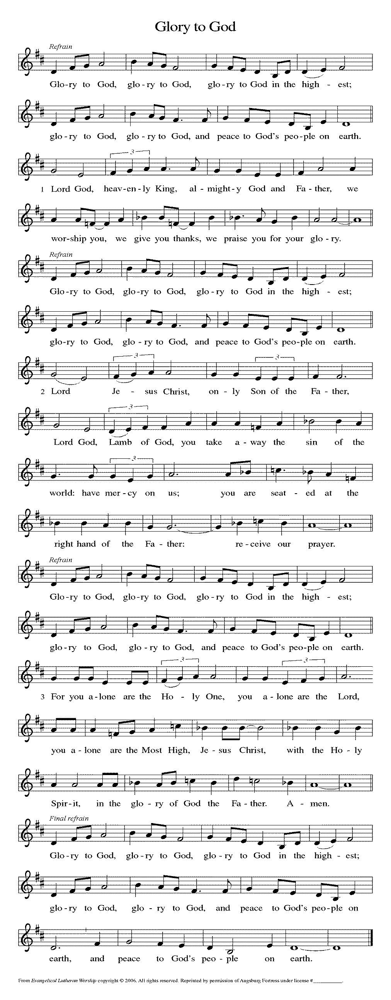 Glory to God
Refrain
Glo-ry to God, glo-ry to God, glo-ry to God in the high - est;
glo-ry to God, glo-ry to God, and peace to God's peo-ple on earth.
3
1 Lord God, heav-en-ly King, al-might-y God and Fa-ther, we
wor-ship you, we give you thanks, we praise you for your glo-ry.
Refrain
Glo-ry to God, glo-ry to God, glo-ry to God in the high - est;
glo-ry to God, glo-ry to God, and peace to God's peo-ple on earth.
3 3
2 Lord Je - sus Christ, on-ly Son of the Fa-ther,
3
Lord God, Lamb of God, you take a-way the sin of the
3
world: have mer-cy on us; you are seat-ed at the
right hand of the Fa-ther: re-ceive our prayer.
Refrain
Glo-ry to God, glo-ry to God, glo-ry to God in the high - est;
glo-ry to God, glo-ry to God, and peace to God's peo-ple on earth.
3 3
3 For you a-lone are the Ho - ly One, you a-lone are the Lord,
you a-lone are the Most High, Je-sus Christ, with the Ho-ly
Spir-it, in the glo-ry of God the Fa-ther. A-men.
Final refrain
Glo-ry to God, glo-ry to God, glo-ry to God in the high - est;
glo-ry to God, glo-ry to God, and peace to God's peo-ple on
earth, and peace to God's peo-ple on earth.
From Evangelical Lutheran Worship copyright © 2006. All rights reserved. Reprinted by permission of Augsburg Fortress under license #____________.